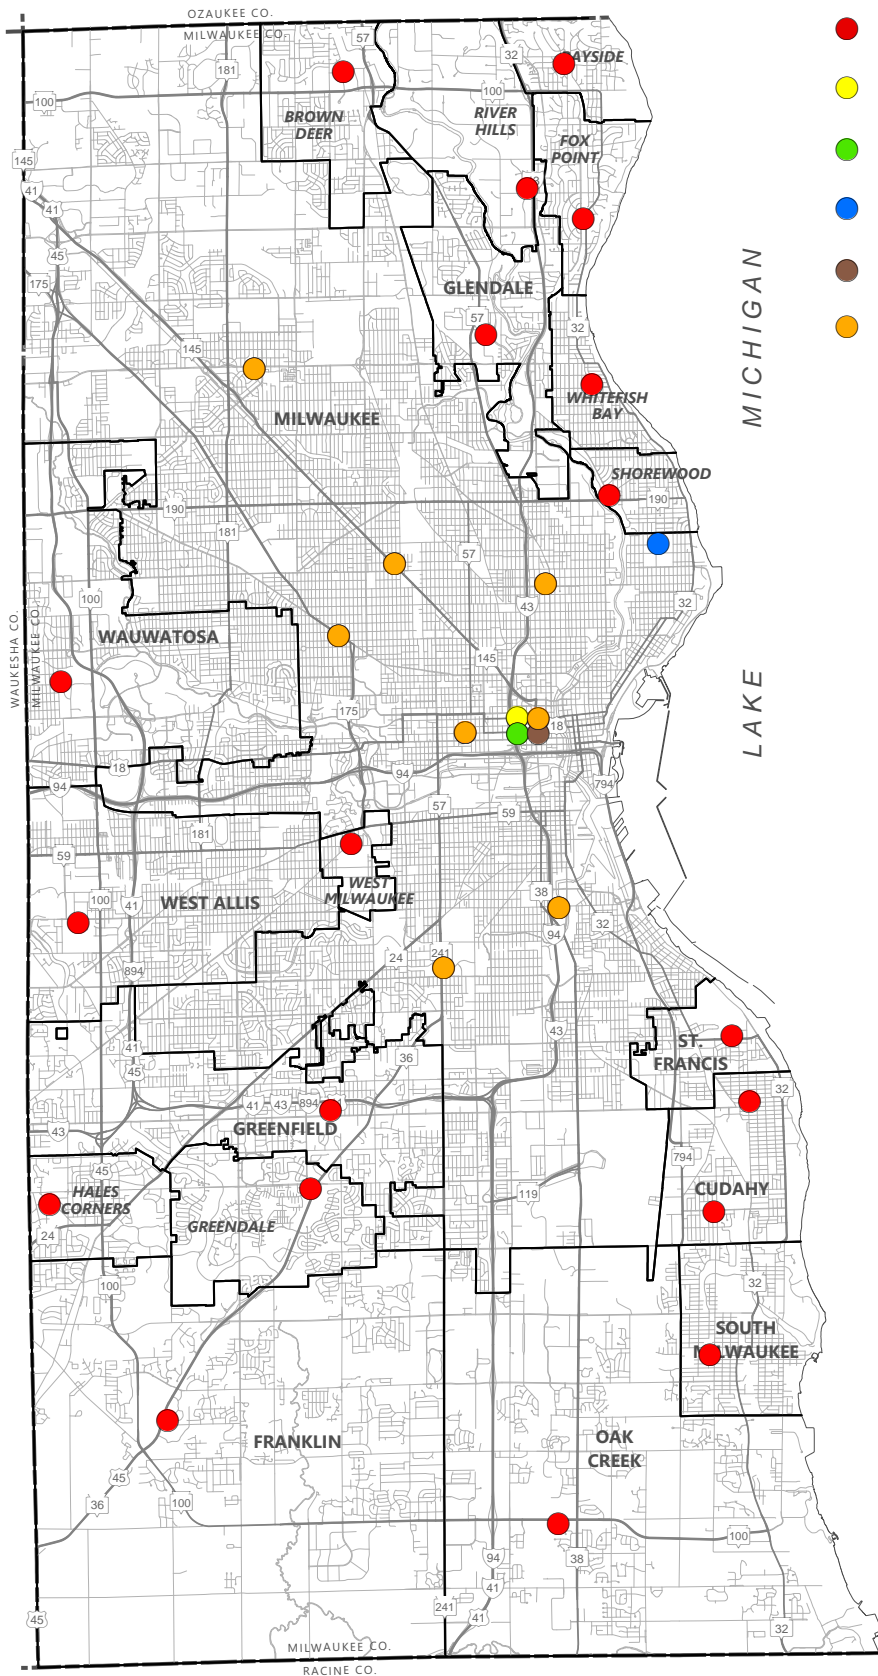 OZAUKEE CO.
MILWAUKEE CO.
57
32
BAYSIDE
181
100
100
BROWN
DEER
RIVER
HILLS
FOX
POINT
145
41
41
45
175
GLENDALE
57
32
145
MICHIGAN
WHITEFISH
BAY
MILWAUKEE
SHOREWOOD
190
190
181
57
100
43
32
WAUKESHA CO.
MILWAUKEE CO.
WAUWATOSA
145
LAKE
175
18
18
94
94
794
57
59
181
59
WEST
MILWAUKEE
WEST ALLIS
100
41
38
32
94
241
24
894
43
ST.
FRANCIS
41
36
45
32
41
43
894
GREENFIELD
43
45
794
HALES
CORNERS
119
CUDAHY
GREENDALE
24
100
32
SOUTH
MILWAUKEE
FRANKLIN
OAK
CREEK
45
36
100
100
94
38
41
241
41
45
32
MILWAUKEE CO.
RACINE CO.